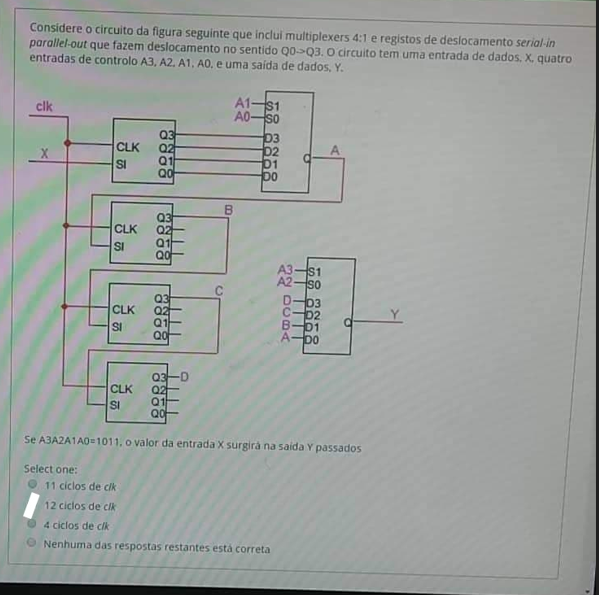 Considere o circuito da figura seguinte que inclui multiplexers 4:1 e registos de deslocamento serial-in
parallel-out que fazem deslocamento no sentido Q0->Q3. O circuito tem uma entrada de dados, X, quatro
entradas de controlo A3, A2, A1, A0, e uma saída de dados, Y.
clk
X
CLK
SI
Q3
Q2
Q1
Q0
A1
A0
S1
S0
D3
D2
D1
D0
Q
A
CLK
SI
Q3
Q2
Q1
Q0
B
CLK
SI
Q3
Q2
Q1
Q0
C
A3
A2
D
C
B
A
S1
S0
D3
D2
D1
D0
Q
Y
CLK
SI
Q3
Q2
Q1
Q0
D
Se A3A2A1A0=1011, o valor da entrada X surgirá na saída Y passados
Select one:
11 ciclos de clk
12 ciclos de clk
4 ciclos de clk
Nenhuma das respostas restantes está correta